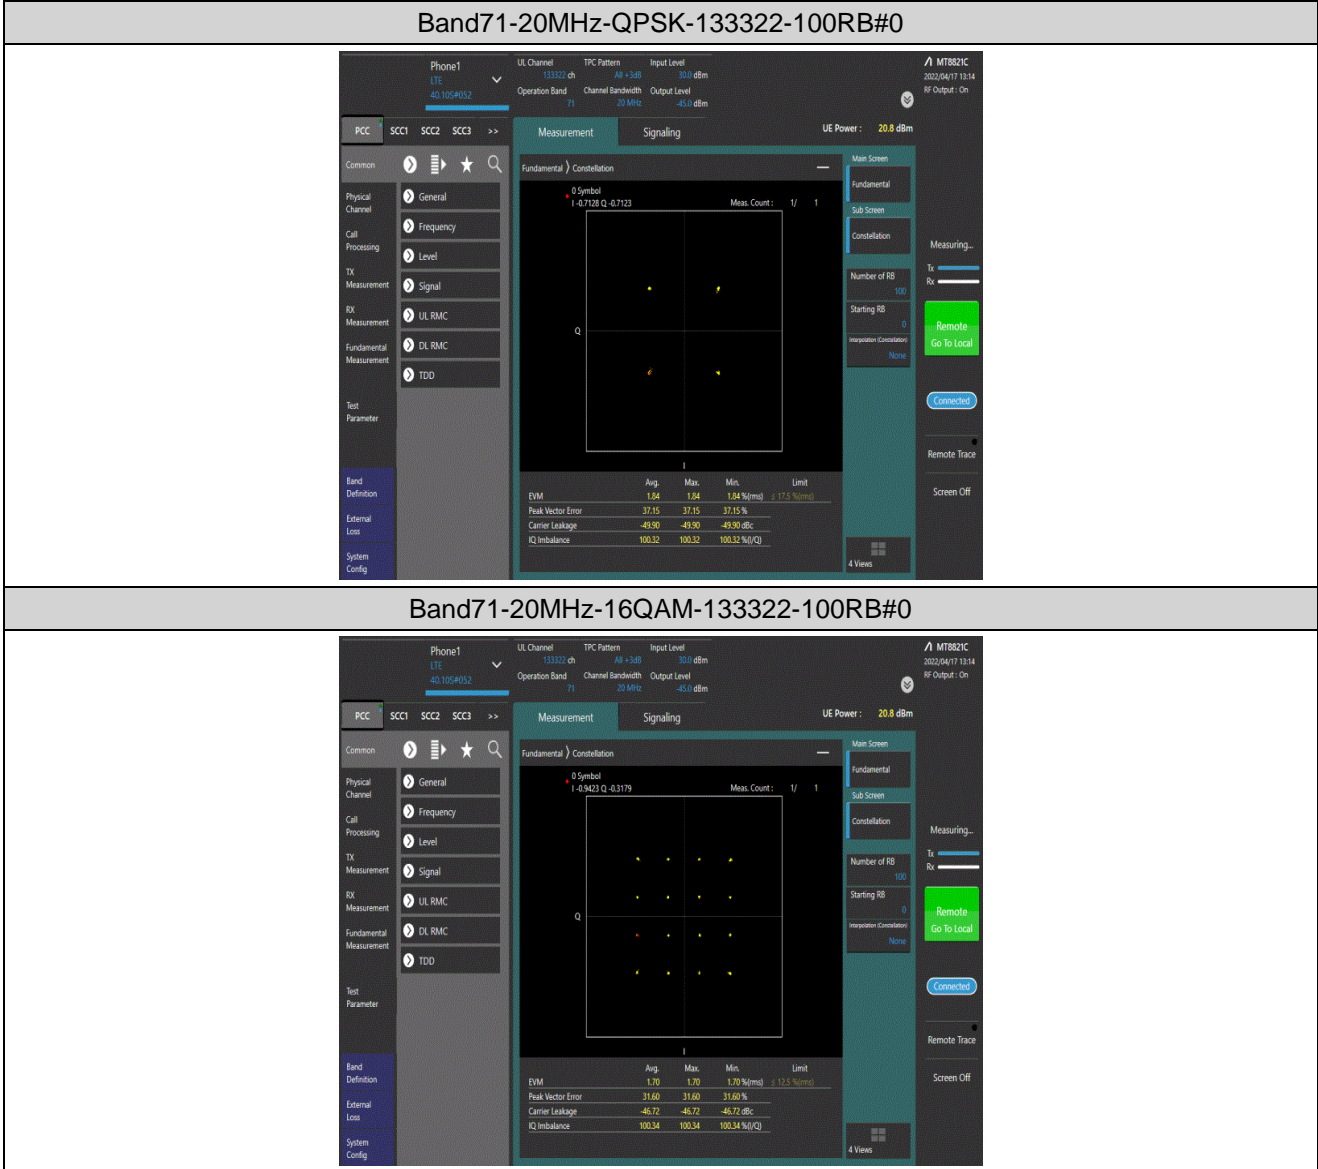 Band71-20MHz-QPSK-133322-100RB#0
Phone1
LTE
40.105#052
UL Channel TPC Pattern Input Level
133322 ch All +3dB 30.0 dBm
Operation Band Channel Bandwidth Output Level
71 20 MHz -45.0 dBm
MT8821C
2022/04/17 13:14
RF Output : On
PCC SCC1 SCC2 SCC3 >>
Measurement Signaling
UE Power : 20.8 dBm
Common
Physical
Channel
Call
Processing
TX
Measurement
RX
Measurement
Fundamental
Measurement
Test
Parameter
Band
Definition
External
Loss
System
Config
General
Frequency
Level
Signal
UL RMC
DL RMC
TDD
Fundamental Constellation
0 Symbol
I -0.7128 Q -0.7123 Meas. Count : 1/ 1
Q
I
Avg. Max. Min. Limit
EVM 1.84 1.84 1.84 %(rms) ≤ 17.5 %(rms)
Peak Vector Error 37.15 37.15 37.15 %
Carrier Leakage -49.90 -49.90 -49.90 dBc
IQ Imbalance 100.32 100.32 100.32 %(I/Q)
Main Screen
Fundamental
Sub Screen
Constellation
Number of RB
100
Starting RB
0
Interpolation (Constellation)
None
4 Views
Measuring...
Tx
Rx
Remote
Go To Local
Connected
Remote Trace
Screen Off
Band71-20MHz-16QAM-133322-100RB#0
Phone1
LTE
40.105#052
UL Channel TPC Pattern Input Level
133322 ch All +3dB 30.0 dBm
Operation Band Channel Bandwidth Output Level
71 20 MHz -45.0 dBm
MT8821C
2022/04/17 13:14
RF Output : On
PCC SCC1 SCC2 SCC3 >>
Measurement Signaling
UE Power : 20.8 dBm
Common
Physical
Channel
Call
Processing
TX
Measurement
RX
Measurement
Fundamental
Measurement
Test
Parameter
Band
Definition
External
Loss
System
Config
General
Frequency
Level
Signal
UL RMC
DL RMC
TDD
Fundamental Constellation
0 Symbol
I -0.9423 Q -0.3179 Meas. Count : 1/ 1
Q
I
Avg. Max. Min. Limit
EVM 1.70 1.70 1.70 %(rms) ≤ 12.5 %(rms)
Peak Vector Error 31.60 31.60 31.60 %
Carrier Leakage -46.72 -46.72 -46.72 dBc
IQ Imbalance 100.34 100.34 100.34 %(I/Q)
Main Screen
Fundamental
Sub Screen
Constellation
Number of RB
100
Starting RB
0
Interpolation (Constellation)
None
4 Views
Measuring...
Tx
Rx
Remote
Go To Local
Connected
Remote Trace
Screen Off